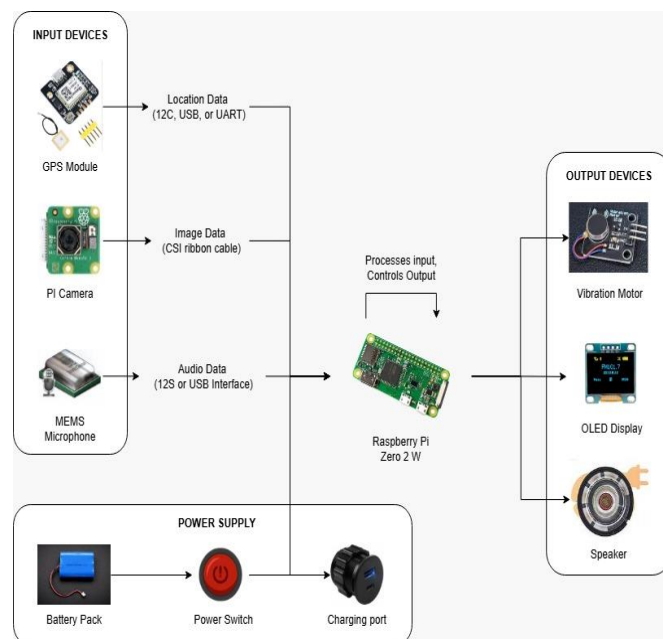 INPUT DEVICES
GPS Module
Location Data
(12C, USB, or UART)
PI Camera
Image Data
(CSI ribbon cable)
MEMS
Microphone
Audio Data
(12S or USB Interface)
Processes input,
Controls Output
Raspberry Pi
Zero 2 W
OUTPUT DEVICES
Vibration Motor
OLED Display
Speaker
POWER SUPPLY
Battery Pack
Power Switch
Charging port